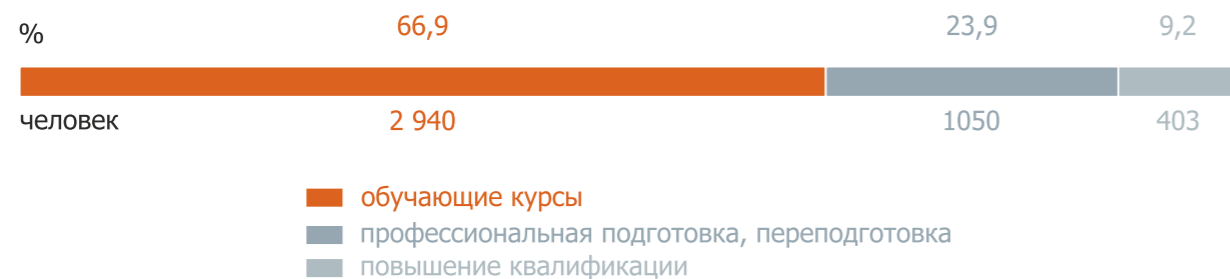 % 66,9 23,9 9,2
человек 2 940 1050 403
обучающие курсы
профессиональная подготовка, переподготовка
повышение квалификации